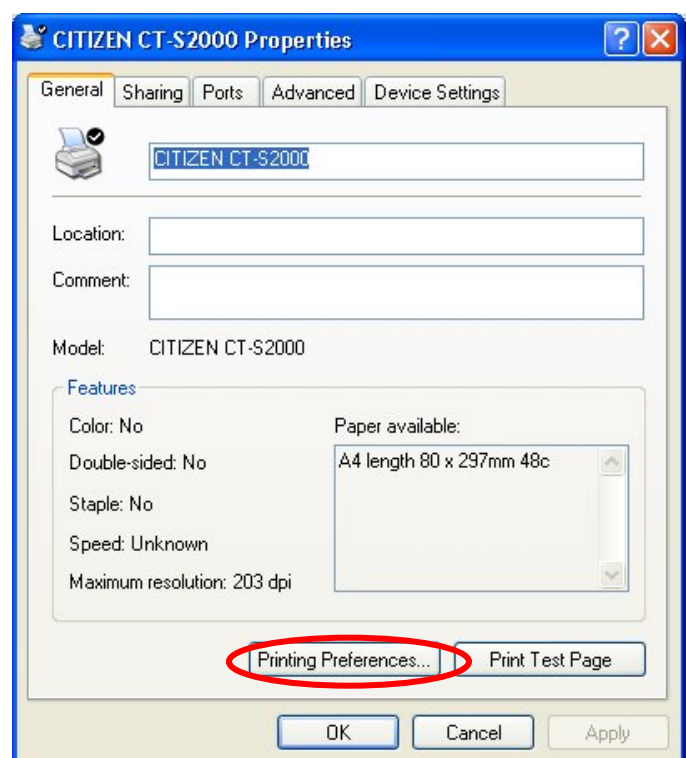 CITIZEN CT-S2000 Properties
General Sharing Ports Advanced Device Settings
CITIZEN CT-S2000
Location:
Comment:
Model: CITIZEN CT-S2000
Features
Color: No Paper available:
Double-sided: No A4 length 80 x 297mm 48c
Staple: No
Speed: Unknown
Maximum resolution: 203 dpi
Printing Preferences... Print Test Page
OK Cancel Apply